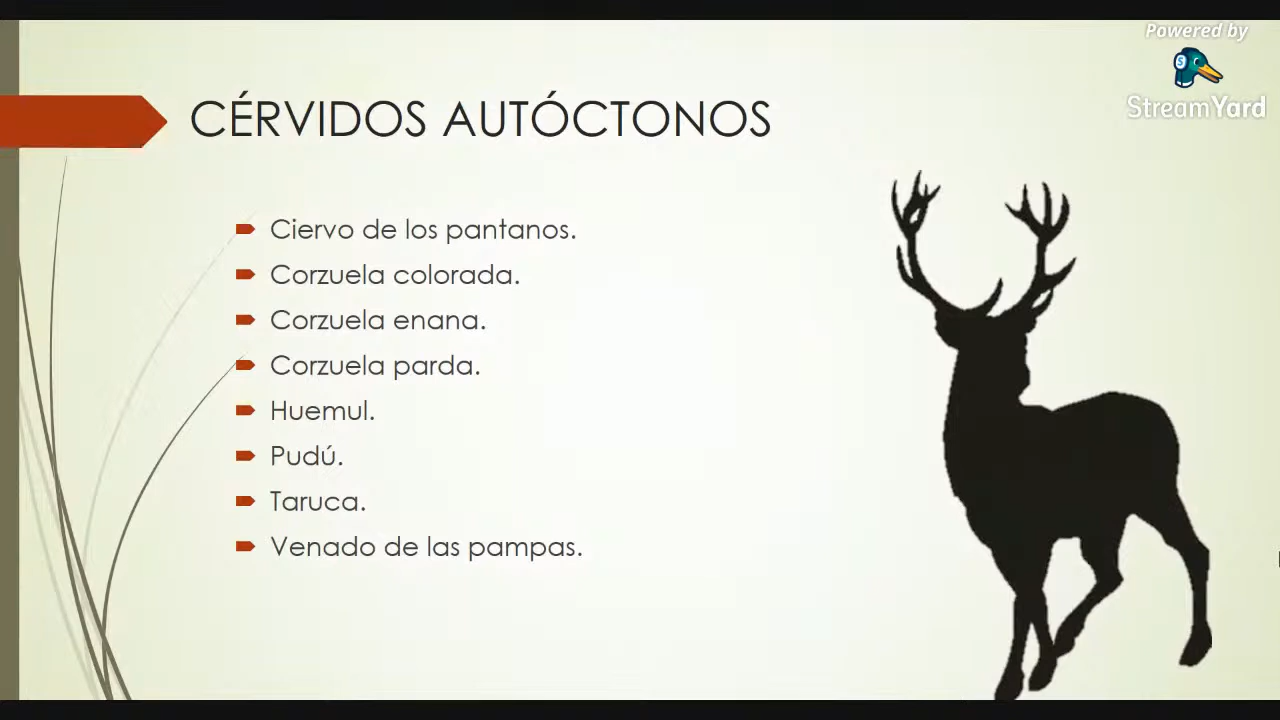 Powered by
StreamYard
CÉRVIDOS AUTÓCTONOS
Ciervo de los pantanos.
Corzuela colorada.
Corzuela enana.
Corzuela parda.
Huemul.
Pudú.
Taruca.
Venado de las pampas.